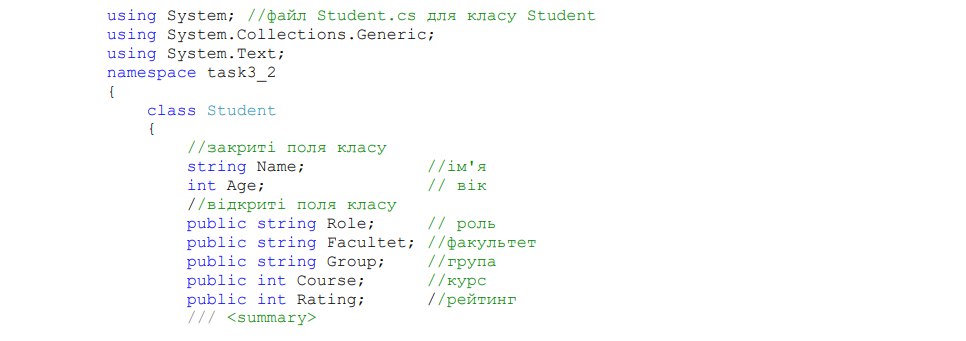 using System; //файл Student.cs для класу Student
using System.Collections.Generic;
using System.Text;
namespace task3_2
{
class Student
{
//закриті поля класу
string Name; //ім'я
int Age; // вік
//відкриті поля класу
public string Role; // роль
public string Facultet; //факультет
public string Group; //група
public int Course; //курс
public int Rating; //рейтинг
/// <summary>